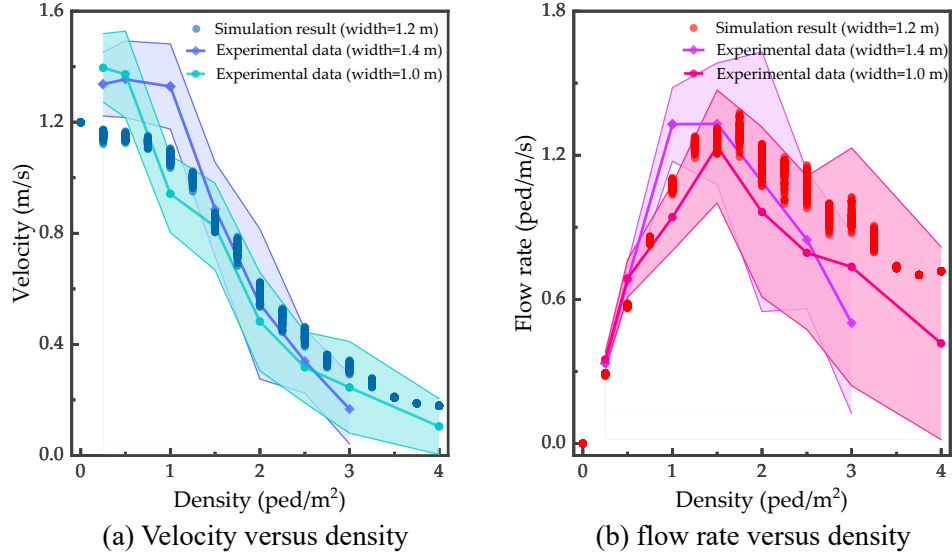 1.6
1.2
0.8
0.4
0.0
Velocity (m/s)
Simulation result (width=1.2 m)
Experimental data (width=1.4 m)
Experimental data (width=1.0 m)
0 1 2 3 4
Density (ped/m²)
(a) Velocity versus density
1.8
1.2
0.6
0.0
Flow rate (ped/m/s)
Simulation result (width=1.2 m)
Experimental data (width=1.4 m)
Experimental data (width=1.0 m)
0 1 2 3 4
Density (ped/m²)
(b) flow rate versus density